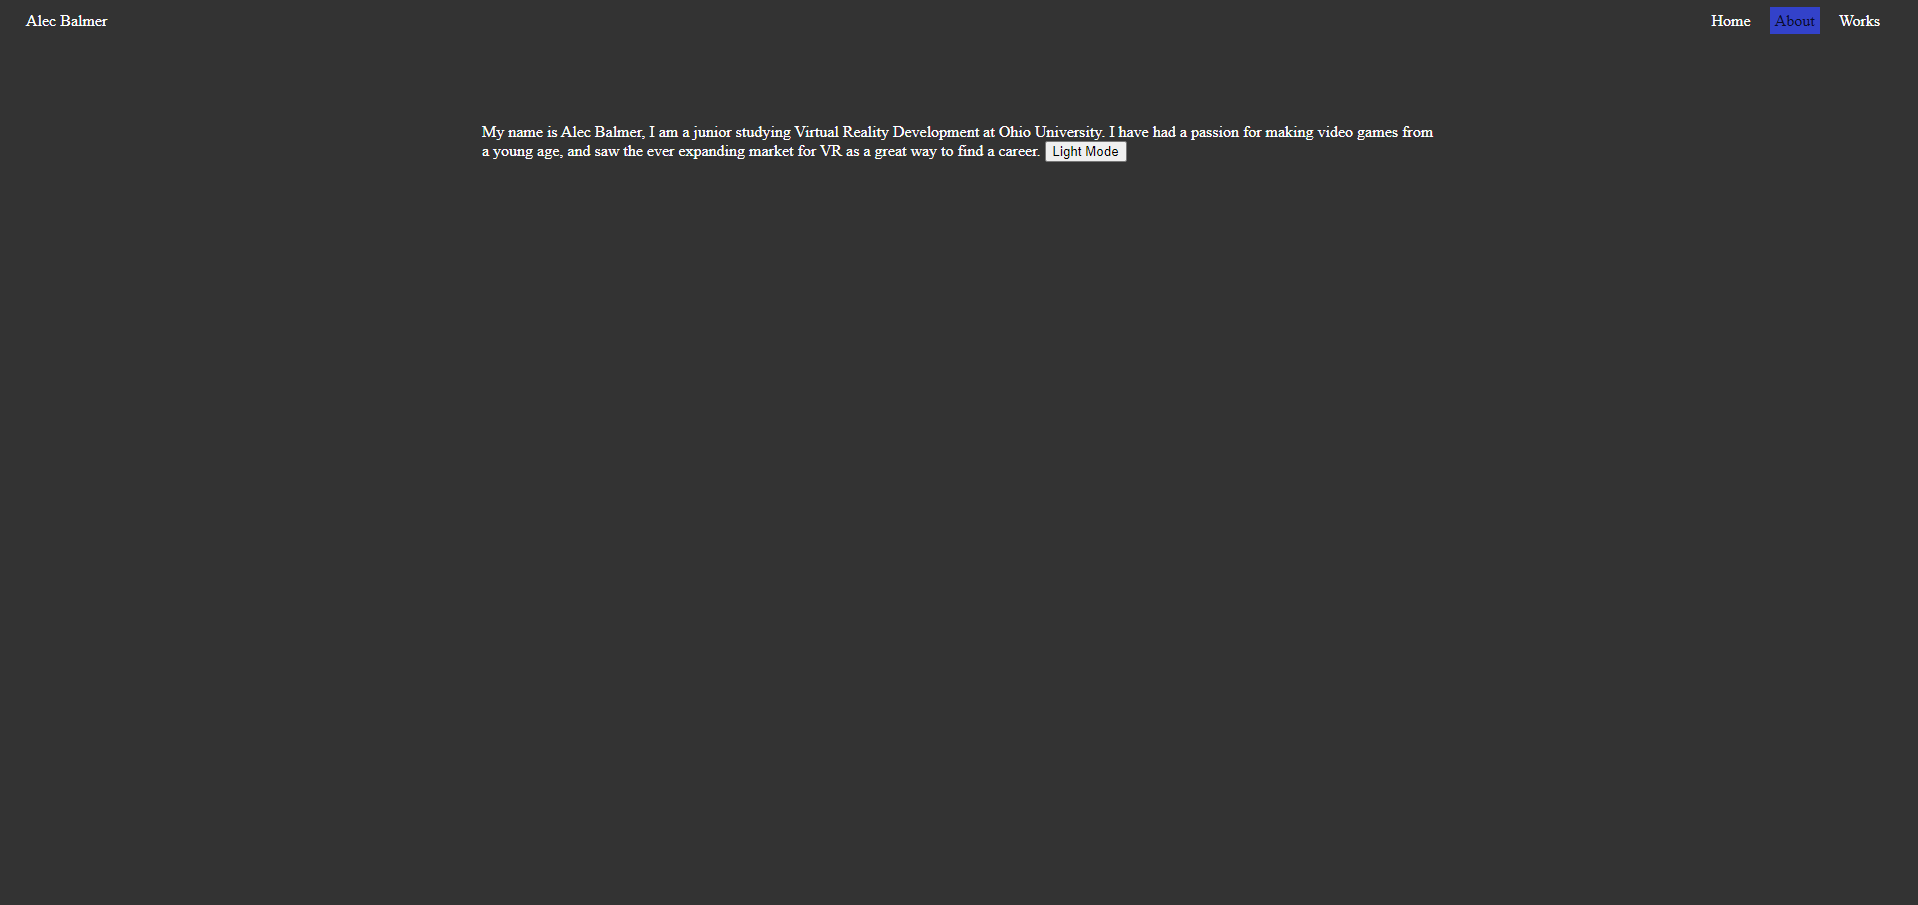 Alec Balmer
Home About Works
My name is Alec Balmer, I am a junior studying Virtual Reality Development at Ohio University. I have had a passion for making video games from
a young age, and saw the ever expanding market for VR as a great way to find a career. Light Mode